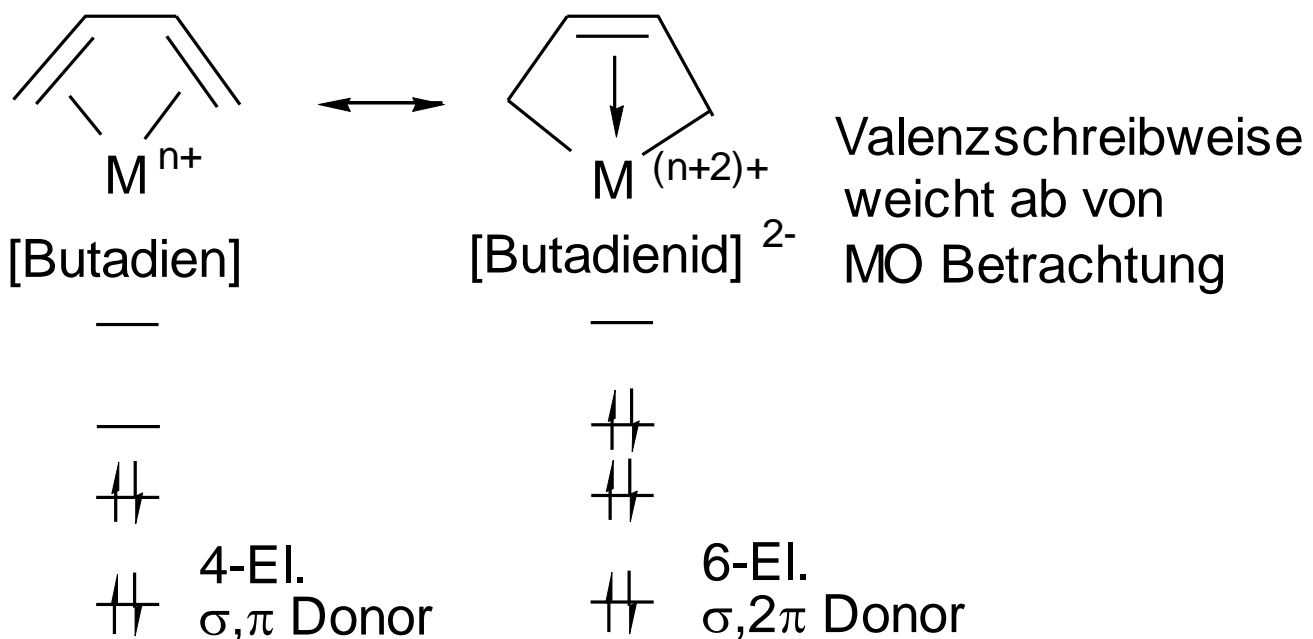 M n+
M (n+2)+
[Butadien]
[Butadienid] 2-
Valenzschreibweise
weicht ab von
MO Betrachtung
4-El.
σ,π Donor
6-El.
σ,2π Donor